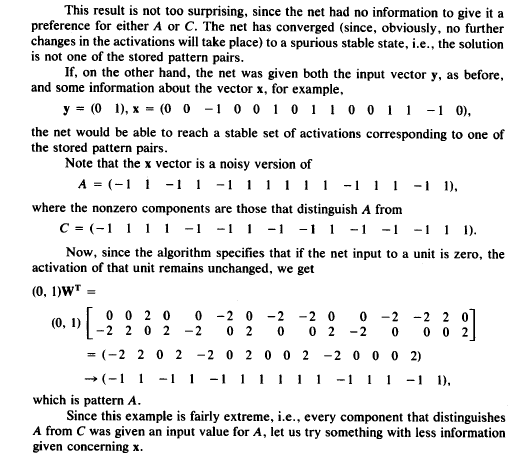 This result is not too surprising, since the net had no information to give it a
preference for either A or C. The net has converged (since, obviously, no further
changes in the activations will take place) to a spurious stable state, i.e., the solution
is not one of the stored pattern pairs.
If, on the other hand, the net was given both the input vector y, as before,
and some information about the vector x, for example,
y = (0 1), x = (0 0 -1 0 0 1 0 1 1 0 0 1 1 -1 0),
the net would be able to reach a stable set of activations corresponding to one of
the stored pattern pairs.
Note that the x vector is a noisy version of
A = (-1 1 -1 1 -1 1 1 1 1 1 -1 1 1 -1 1),
where the nonzero components are those that distinguish A from
C = (-1 1 1 1 -1 -1 1 -1 -1 1 -1 -1 -1 1 1).
Now, since the algorithm specifies that if the net input to a unit is zero, the
activation of that unit remains unchanged, we get
(0, 1)Wᵀ =
(0, 1) [ 0 0 2 0 0 -2 0 -2 -2 0 0 -2 -2 2 0
-2 2 0 2 -2 0 2 0 0 2 -2 0 0 0 2 ]
= (-2 2 0 2 -2 0 2 0 0 2 -2 0 0 0 2)
→ (-1 1 -1 1 -1 1 1 1 1 1 -1 1 1 -1 1),
which is pattern A.
Since this example is fairly extreme, i.e., every component that distinguishes
A from C was given an input value for A, let us try something with less information
given concerning x.